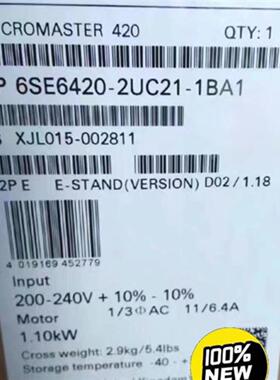 CROMASTER 420 QTY: 1
P 6SE6420-2UC21-1BA1
S XJL015-002811
2P E E-STAND(VERSION) D02 / 1.18
4 019169 452779
Input
200-240V + 10% - 10%
1/3Φ AC 11/6.4A
Motor
1.10kW
Cross weight: 2.9kg/5.4lbs
Storage temperature -40 - +
100%
NEW